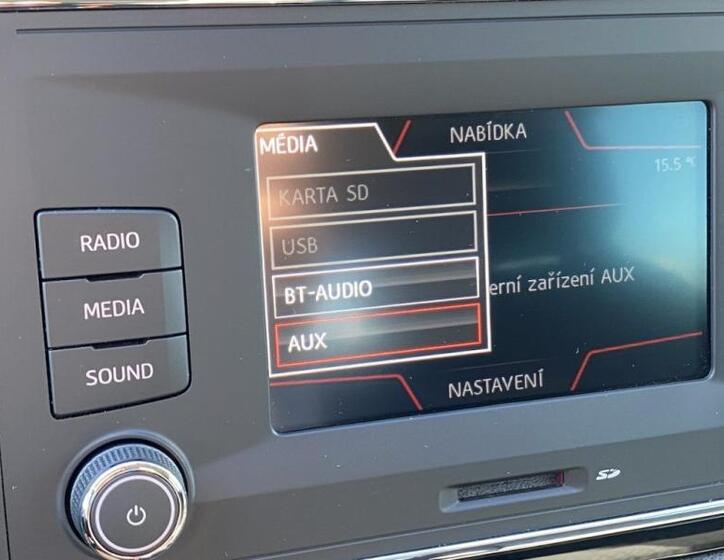 MÉDIA
NABÍDKA
15.5 °C
KARTA SD
USB
BT-AUDIO
erní zařízení AUX
AUX
NASTAVENÍ
RADIO
MEDIA
SOUND
SD